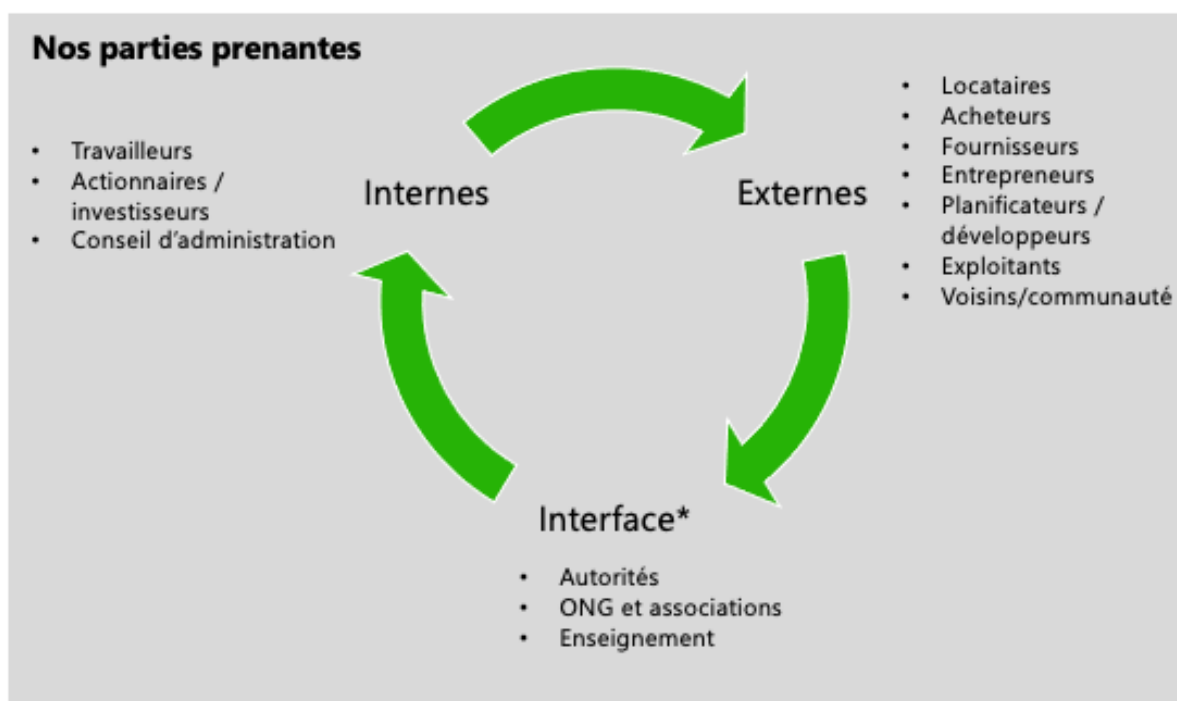 Nos parties prenantes
• Travailleurs
• Actionnaires /
investisseurs
• Conseil d'administration
Internes
Externes
• Locataires
• Acheteurs
• Fournisseurs
• Entrepreneurs
• Planificateurs /
développeurs
• Exploitants
• Voisins/communauté
Interface*
• Autorités
• ONG et associations
• Enseignement